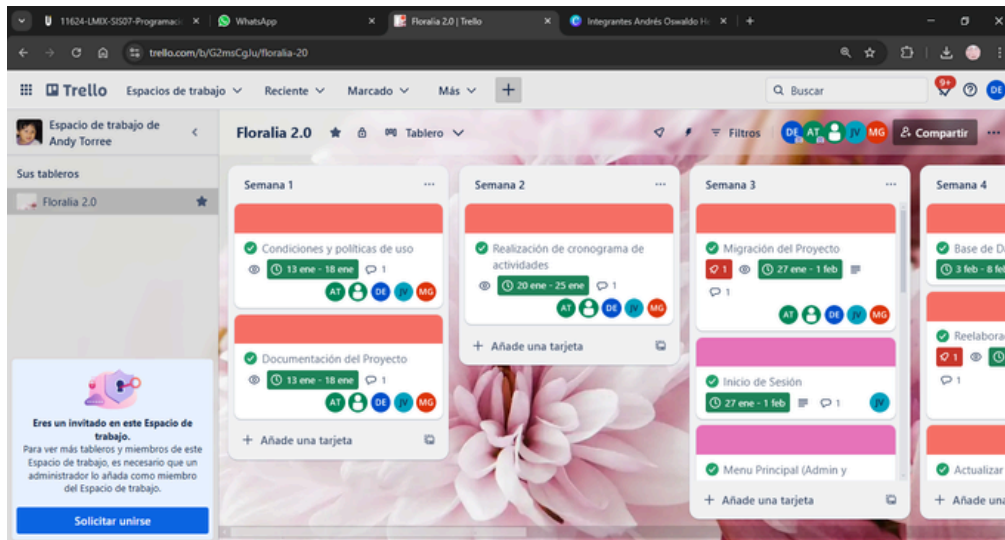 11624-LMIX-SIS07-Programaci
WhatsApp
Floralia 2.0 | Trello
Integrantes Andrés Oswaldo H
trello.com/b/G2msCgJu/floralia-20
Trello
Espacios de trabajo
Reciente
Marcado
Más
Buscar
9+
DE
Espacio de trabajo de
Andy Torree
Floralia 2.0
Tablero
Filtros
DE AT JV MG
Compartir
Sus tableros
Floralia 2.0
Eres un invitado en este Espacio de
trabajo.
Para ver más tableros y miembros de este
Espacio de trabajo, es necesario que un
administrador lo añada como miembro
del Espacio de trabajo.
Solicitar unirse
Semana 1
Condiciones y políticas de uso
13 ene - 18 ene 1
AT DE JV MG
Documentación del Proyecto
13 ene - 18 ene 1
AT DE JV MG
+ Añade una tarjeta
Semana 2
Realización de cronograma de
actividades
20 ene - 25 ene 1
AT DE JV MG
+ Añade una tarjeta
Semana 3
Migración del Proyecto
1 27 ene - 1 feb
1
AT DE JV MG
Inicio de Sesión
27 ene - 1 feb 1
JV
Menu Principal (Admin y
+ Añade una tarjeta
Semana 4
Base de Da
3 feb - 8 feb
Reelabora
1
1
Actualizar
+ Añade una